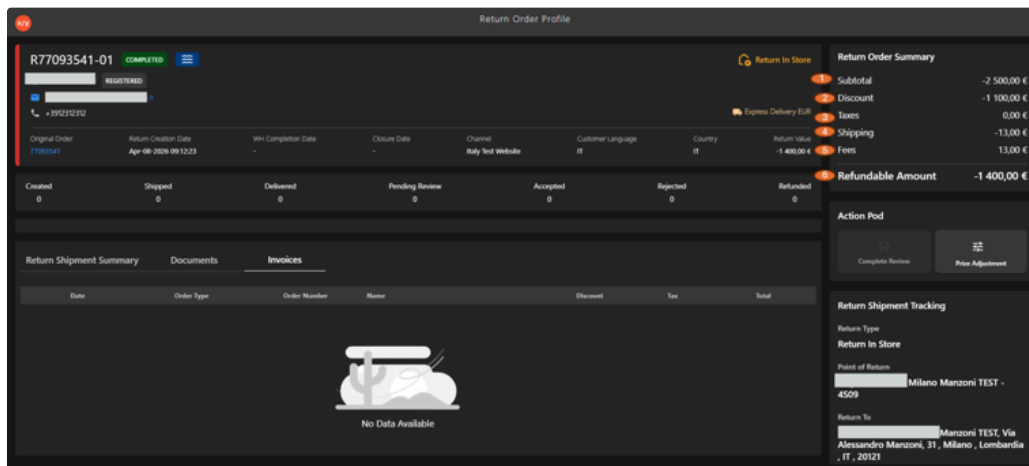 x/y
Return Order Profile
R77093541-01 COMPLETED
Return In Store
REGISTERED
+3912312312
Express Delivery EUR
Original Order Return Creation Date WH Completion Date Closure Date Channel Customer Language Country Return Value
77093541 Apr-08-2026 09:12:23 - - Italy Test Website IT IT -1 400,00 €
Created Shipped Delivered Pending Review Accepted Rejected Refunded
0 0 0 0 0 0 0
Return Shipment Summary Documents Invoices
Date Order Type Order Number Name Discount Tax Total
No Data Available
Return Order Summary
1 Subtotal -2 500,00 €
2 Discount -1 100,00 €
3 Taxes 0,00 €
4 Shipping -13,00 €
5 Fees 13,00 €
6 Refundable Amount -1 400,00 €
Action Pod
Complete Review Price Adjustment
Return Shipment Tracking
Return Type
Return In Store
Point of Return
Milano Manzoni TEST -
4509
Return To
Manzoni TEST, Via
Alessandro Manzoni, 31 , Milano , Lombardia
, IT , 20121